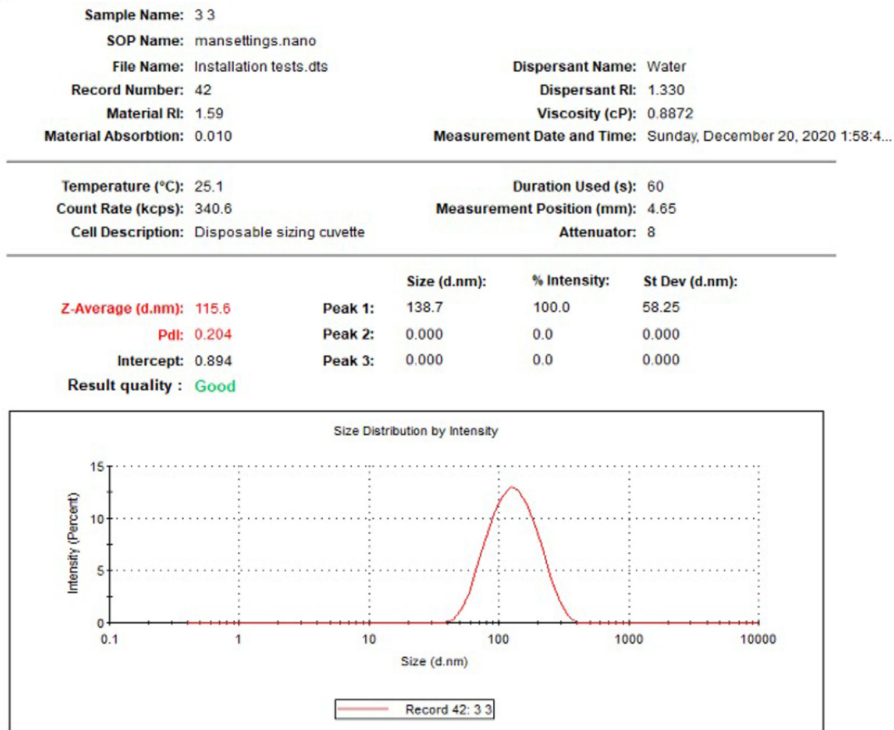 Sample Name: 3 3
SOP Name: mansettings.nano
File Name: Installation tests.dts Dispersant Name: Water
Record Number: 42 Dispersant RI: 1.330
Material RI: 1.59 Viscosity (cP): 0.8872
Material Absorbtion: 0.010 Measurement Date and Time: Sunday, December 20, 2020 1:58:4...
Temperature (°C): 25.1 Duration Used (s): 60
Count Rate (kcps): 340.6 Measurement Position (mm): 4.65
Cell Description: Disposable sizing cuvette Attenuator: 8
Size (d.nm): % Intensity: St Dev (d.nm):
Z-Average (d.nm): 115.6 Peak 1: 138.7 100.0 58.25
PdI: 0.204 Peak 2: 0.000 0.0 0.000
Intercept: 0.894 Peak 3: 0.000 0.0 0.000
Result quality : Good
Size Distribution by Intensity
Intensity (Percent)
15
10
5
0
0.1 1 10 100 1000 10000
Size (d.nm)
Record 42: 3 3